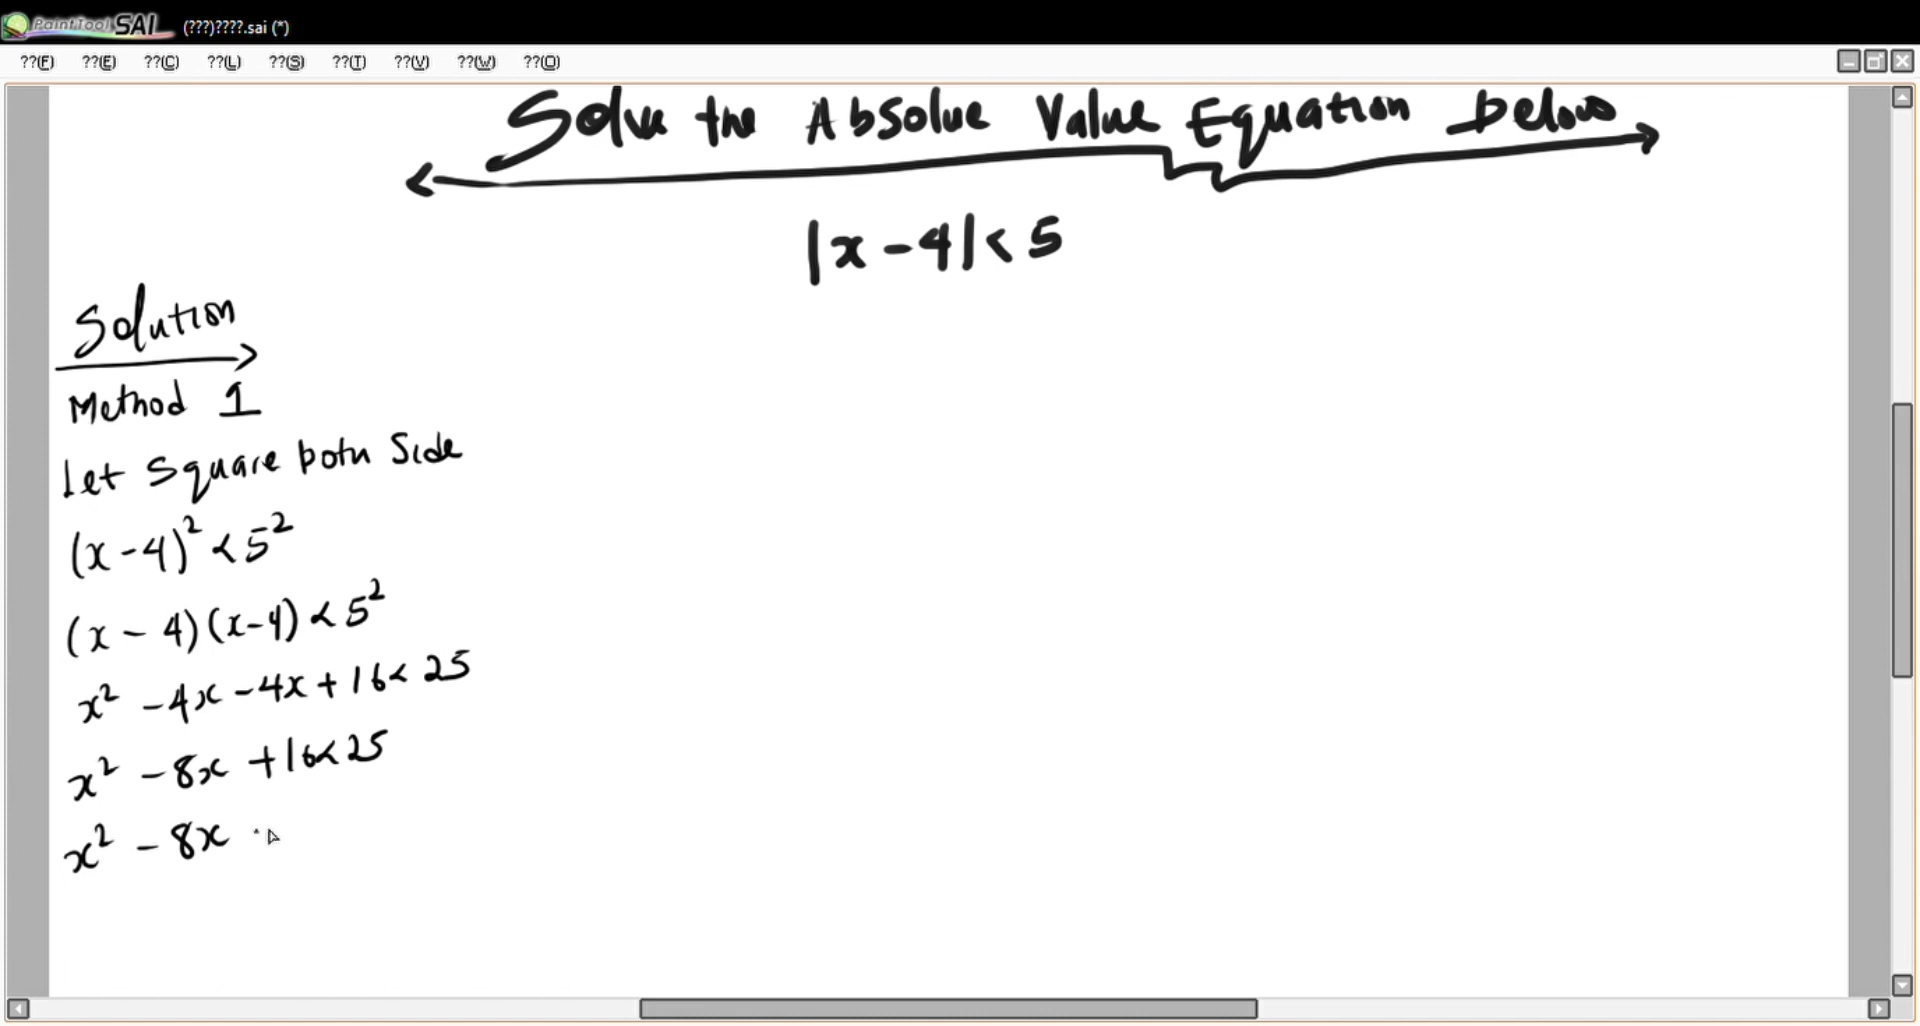 PaintTool SAI (???)????.sai (*)
??(F) ??(E) ??(C) ??(L) ??(S) ??(T) ??(V) ??(W) ??(O)
Solve the Absolue Value Equation Below
|x - 4| < 5
Solution
Method 1
Let Square both Side
(x - 4)² < 5²
(x - 4)(x - 4) < 5²
x² - 4x - 4x + 16 < 25
x² - 8x + 16 < 25
x² - 8x